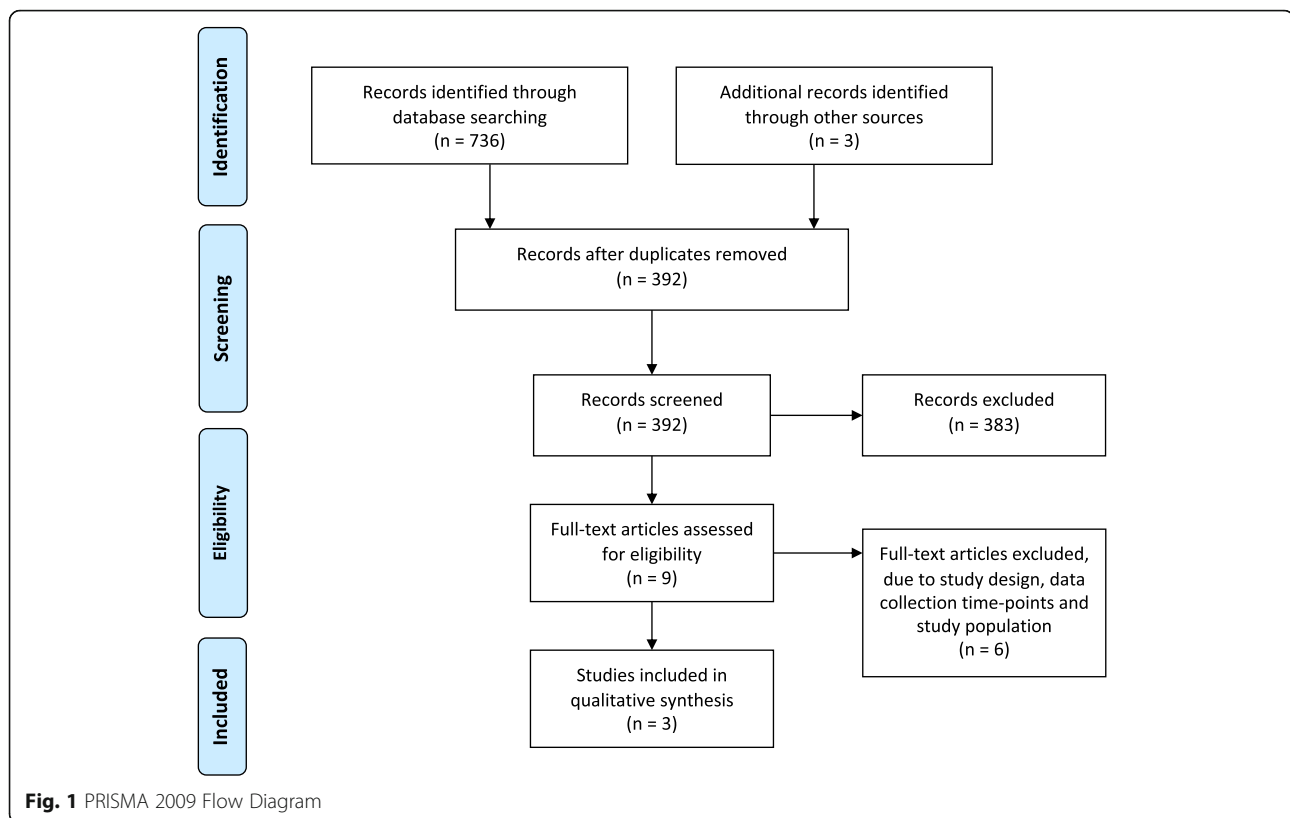 Identification
Records identified through
database searching
(n = 736)
Additional records identified
through other sources
(n = 3)
Screening
Records after duplicates removed
(n = 392)
Records screened
(n = 392)
Records excluded
(n = 383)
Eligibility
Full-text articles assessed
for eligibility
(n = 9)
Full-text articles excluded,
due to study design, data
collection time-points and
study population
(n = 6)
Included
Studies included in
qualitative synthesis
(n = 3)
Fig. 1 PRISMA 2009 Flow Diagram